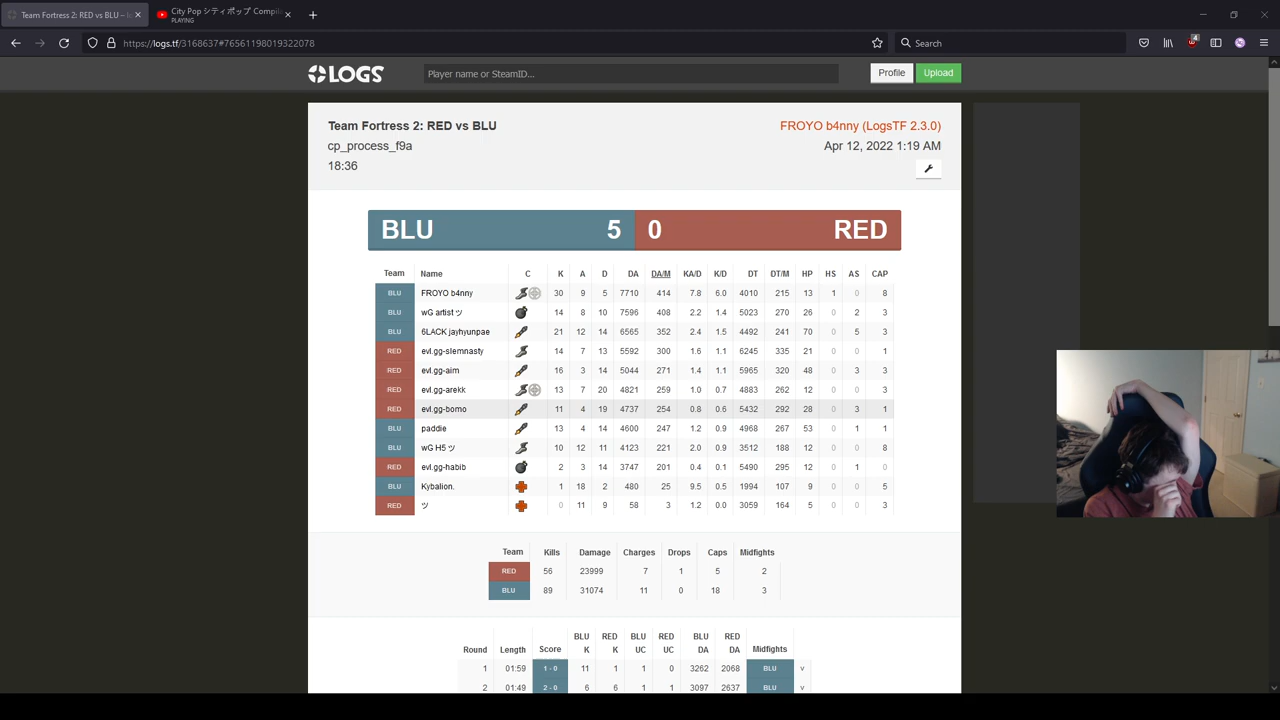 Team Fortress 2: RED vs BLU – lo
City Pop シティポップ Compil
PLAYING
https://logs.tf/3168637#76561198019322078
Search
4
LOGS
Player name or SteamID...
Profile
Upload
Team Fortress 2: RED vs BLU
FROYO b4nny (LogsTF 2.3.0)
cp_process_f9a
Apr 12, 2022 1:19 AM
18:36
BLU 5 0 RED
Team Name C K A D DA DA/M KA/D K/D DT DT/M HP HS AS CAP
BLU FROYO b4nny 30 9 5 7710 414 7.8 6.0 4010 215 13 1 0 8
BLU wG artist ツ 14 8 10 7596 408 2.2 1.4 5023 270 26 0 2 3
BLU 6LACK jayhyunpae 21 12 14 6565 352 2.4 1.5 4492 241 70 0 5 3
RED evl.gg-slemnasty 14 7 13 5592 300 1.6 1.1 6245 335 21 0 0 1
RED evl.gg-aim 16 3 14 5044 271 1.4 1.1 5965 320 48 0 3 3
RED evl.gg-arekk 13 7 20 4821 259 1.0 0.7 4883 262 12 0 0 1
RED evl.gg-bomo 11 4 19 4737 254 0.8 0.6 5432 292 28 0 3 1
BLU paddie 13 4 14 4600 247 1.2 0.9 4968 267 53 0 1 1
BLU wG H5 ツ 10 12 11 4123 221 2.0 0.9 3512 188 12 0 0 8
RED evl.gg-habib 2 3 14 3747 201 0.4 0.1 5490 295 12 0 1 0
BLU Kybalion. 1 18 2 480 25 9.5 0.5 1994 107 9 0 0 5
RED ツ 0 11 9 58 3 1.2 0.0 3059 164 5 0 0 3
Team Kills Damage Charges Drops Caps Midfights
RED 56 23999 7 1 5 2
BLU 89 31074 11 0 18 3
Round Length Score BLU K RED K BLU UC RED UC BLU DA RED DA Midfights
1 01:59 1 - 0 11 1 1 0 3262 2068 BLU v
2 01:49 2 - 0 6 6 1 1 3097 2637 BLU v